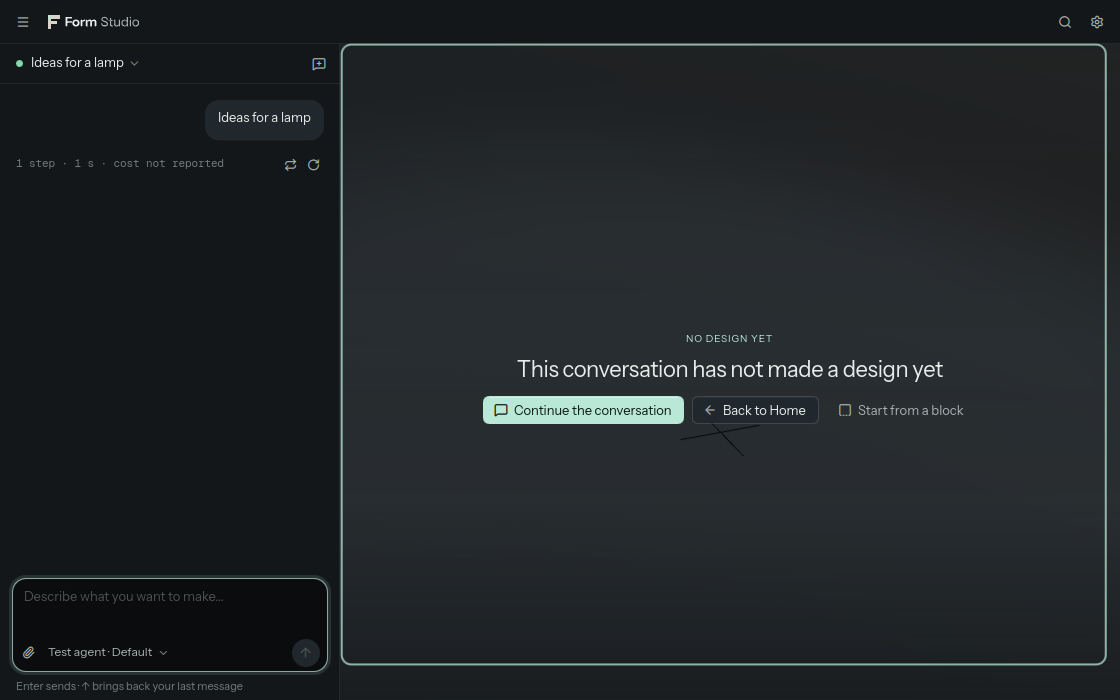 Form Studio
Ideas for a lamp
Ideas for a lamp
1 step · 1 s · cost not reported
NO DESIGN YET
This conversation has not made a design yet
Continue the conversation
Back to Home
Start from a block
Describe what you want to make...
Test agent · Default
Enter sends · ↑ brings back your last message